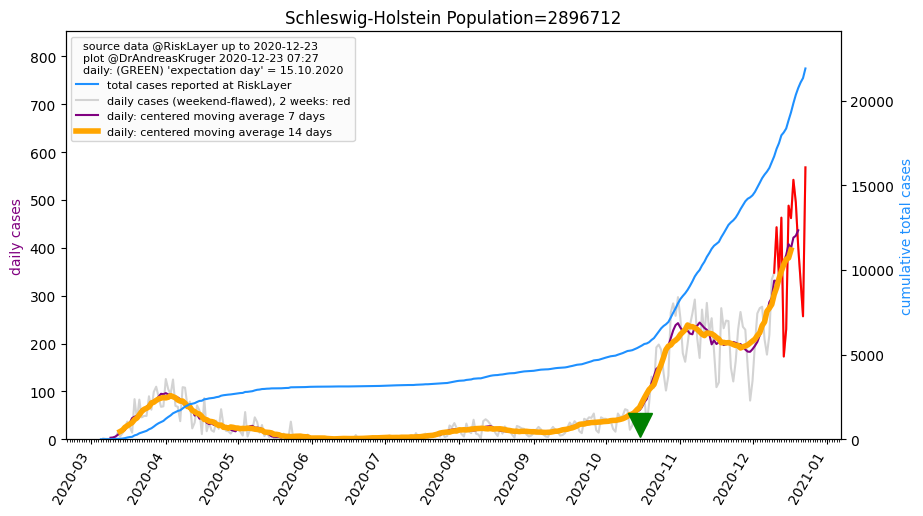 Schleswig-Holstein Population=2896712
source data @RiskLayer up to 2020-12-23
plot @DrAndreasKruger 2020-12-23 07:27
daily: (GREEN) 'expectation day' = 15.10.2020
total cases reported at RiskLayer
daily cases (weekend-flawed), 2 weeks: red
daily: centered moving average 7 days
daily: centered moving average 14 days
daily cases
800
700
600
500
400
300
200
100
0
cumulative total cases
20000
15000
10000
5000
0
2020-03
2020-04
2020-05
2020-06
2020-07
2020-08
2020-09
2020-10
2020-11
2020-12
2021-01